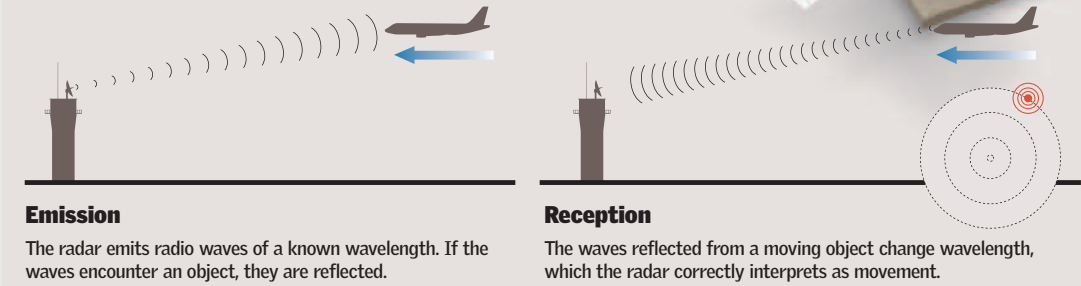 Emission
The radar emits radio waves of a known wavelength. If the
waves encounter an object, they are reflected.
Reception
The waves reflected from a moving object change wavelength,
which the radar correctly interprets as movement.